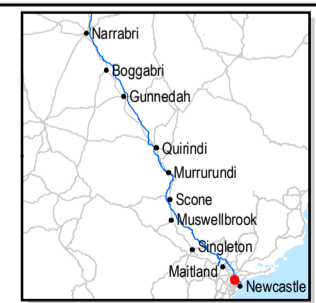 Narrabri
Boggabri
Gunnedah
Quirindi
Murrurundi
Scone
Muswellbrook
Singleton
Maitland
Newcastle